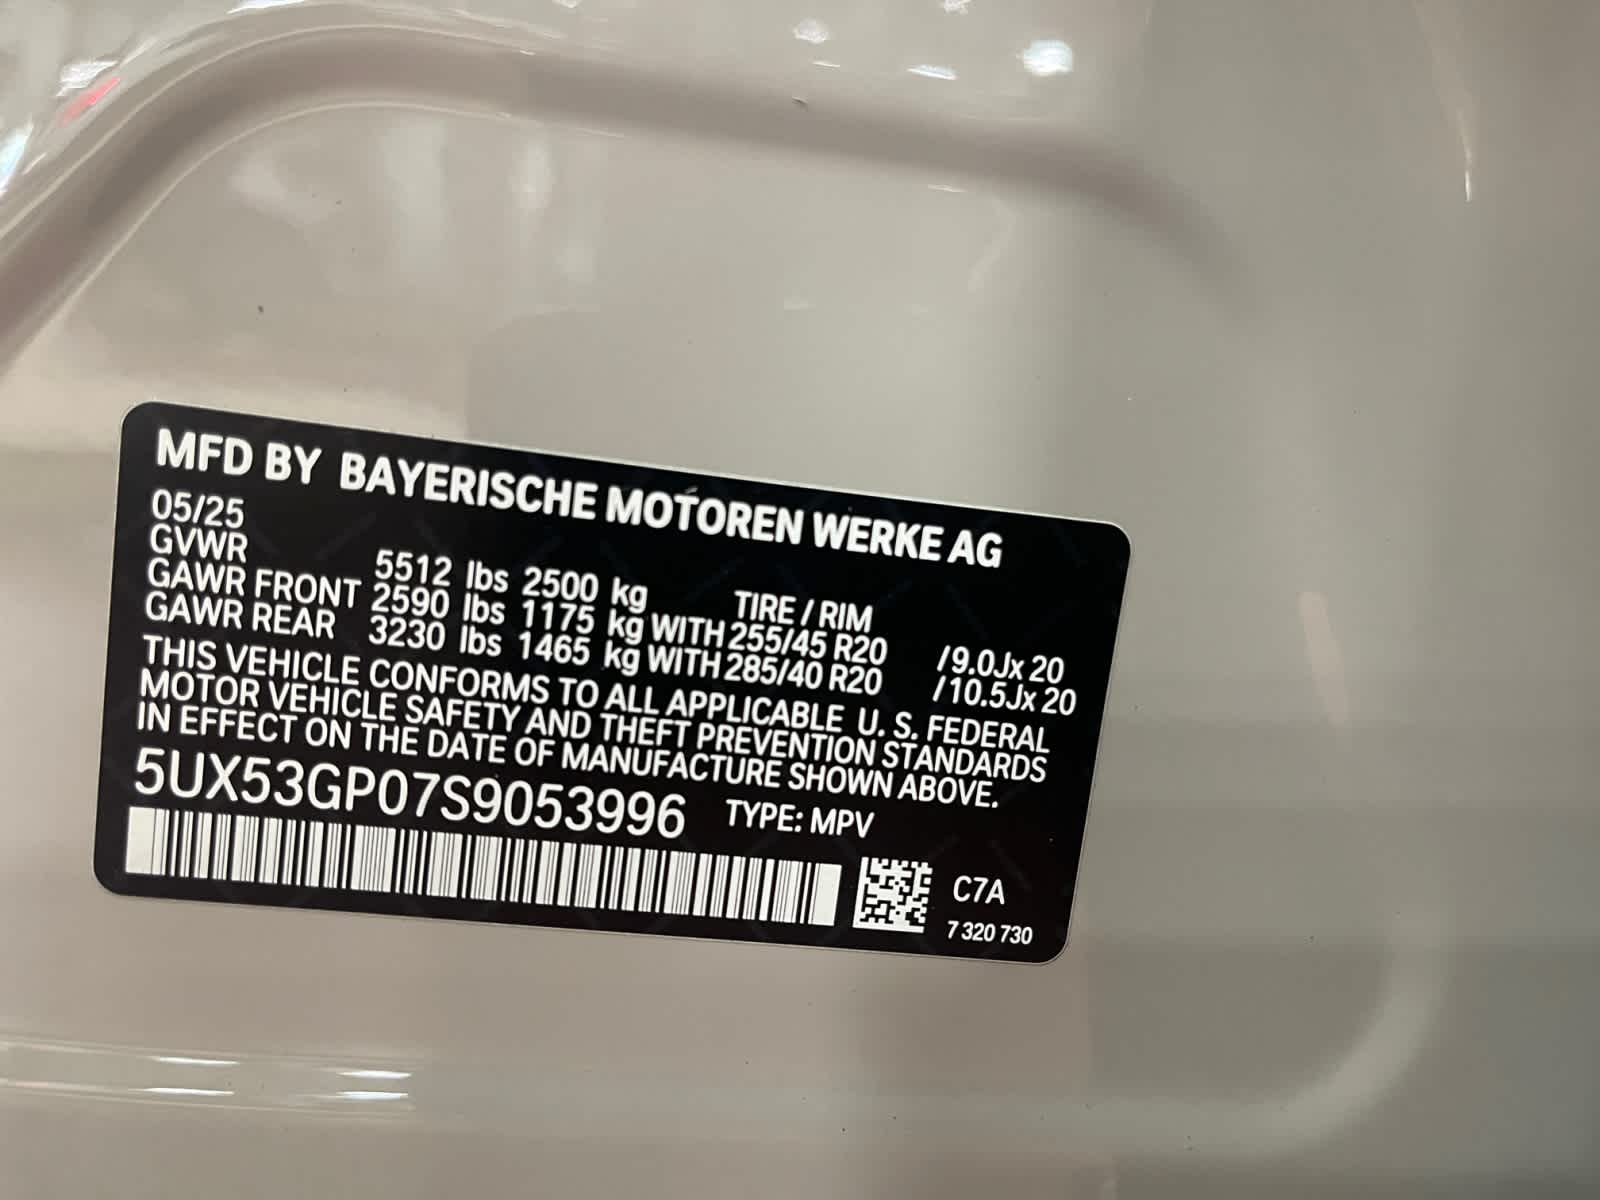 MFD BY BAYERISCHE MOTOREN WERKE AG
05/25
GVWR 5512 lbs 2500 kg TIRE / RIM
GAWR FRONT 2590 lbs 1175 kg WITH 255/45 R20 /9.0Jx 20
GAWR REAR 3230 lbs 1465 kg WITH 285/40 R20 /10.5Jx 20
THIS VEHICLE CONFORMS TO ALL APPLICABLE U. S. FEDERAL
MOTOR VEHICLE SAFETY AND THEFT PREVENTION STANDARDS
IN EFFECT ON THE DATE OF MANUFACTURE SHOWN ABOVE.
5UX53GP07S9053996 TYPE: MPV
C7A
7 320 730